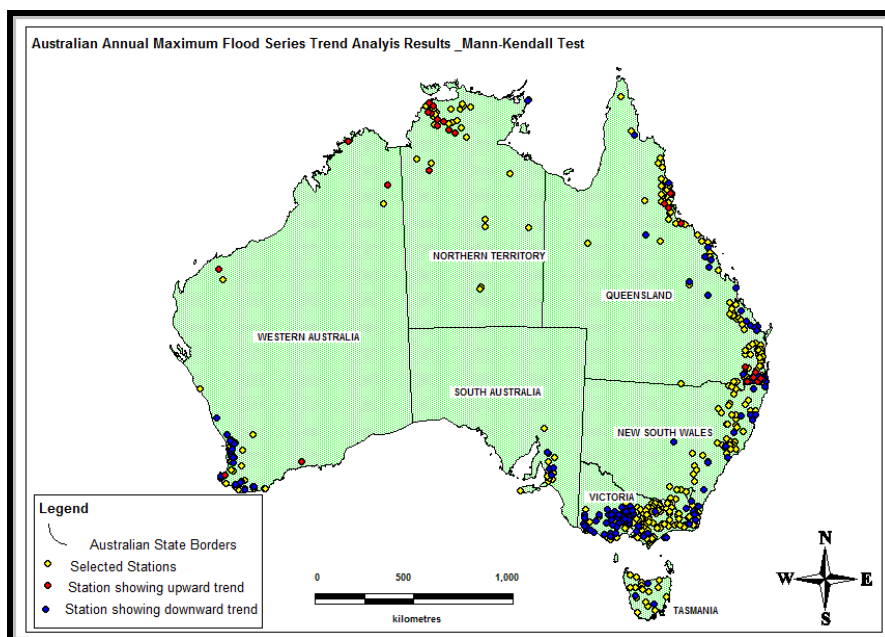 Australian Annual Maximum Flood Series Trend Analyis Results _Mann-Kendall Test
NORTHERN TERRITORY
QUEENSLAND
WESTERN AUSTRALIA
SOUTH AUSTRALIA
NEW SOUTH WALES
VICTORIA
TASMANIA
Legend
Australian State Borders
Selected Stations
Station showing upward trend
Station showing downward trend
0 500 1,000
kilometres
N
W E
S